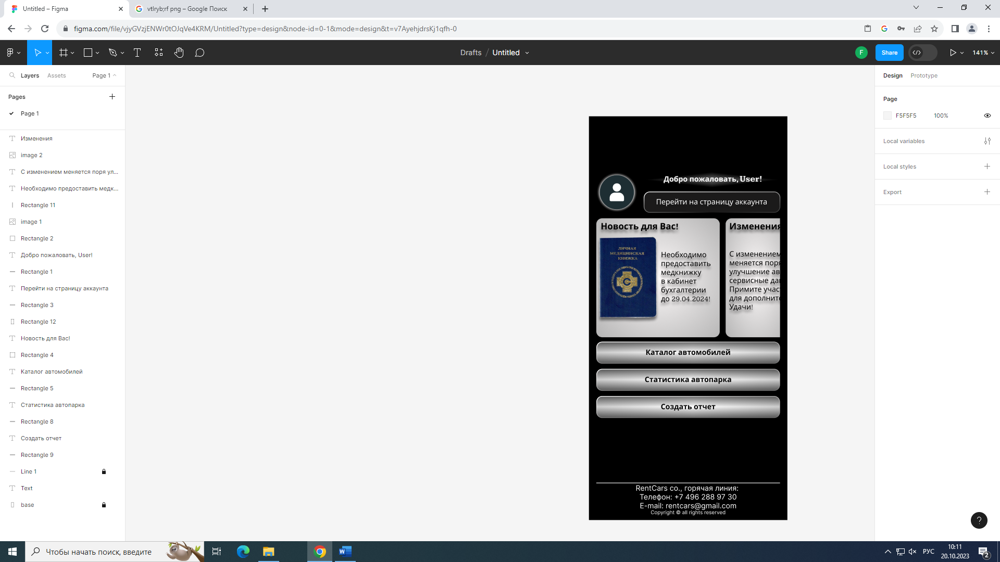 Untitled – Figma
vtlryb;rf png – Google Поиск
figma.com/file/vjyGVzjENWr0tOJqVe4KRM/Untitled?type=design&node-id=0-1&mode=design&t=v7AyehjdrsKj1qfh-0
Drafts / Untitled
F
Share
141%
Layers
Assets
Page 1
Pages
Page 1
Изменения
image 2
С изменением меняется поря ул...
Необходимо предоставить медк...
Rectangle 11
image 1
Rectangle 2
Добро пожаловать, User!
Rectangle 1
Перейти на страницу аккаунта
Rectangle 3
Rectangle 12
Новость для Вас!
Rectangle 4
Каталог автомобилей
Rectangle 5
Статистика автопарка
Rectangle 8
Создать отчет
Rectangle 9
Line 1
Text
base
Добро пожаловать, User!
Перейти на страницу аккаунта
Новость для Вас!
ЛИЧНАЯ
МЕДИЦИНСКАЯ
КНИЖКА
Необходимо
предоставить
медкнижку
в кабинет
бухгалтерии
до 29.04.2024!
Изменения
С изменением
меняется поря
улучшение ав
сервисные да
Примите учас
для дополните
Удачи!
Каталог автомобилей
Статистика автопарка
Создать отчет
RentCars co., горячая линия:
Телефон: +7 496 288 97 30
E-mail: rentcars@gmail.com
Copyright © all rights reserved
Design
Prototype
Page
F5F5F5
100%
Local variables
Local styles
Export
?
Чтобы начать поиск, введите
РУС
10:11
20.10.2023
2